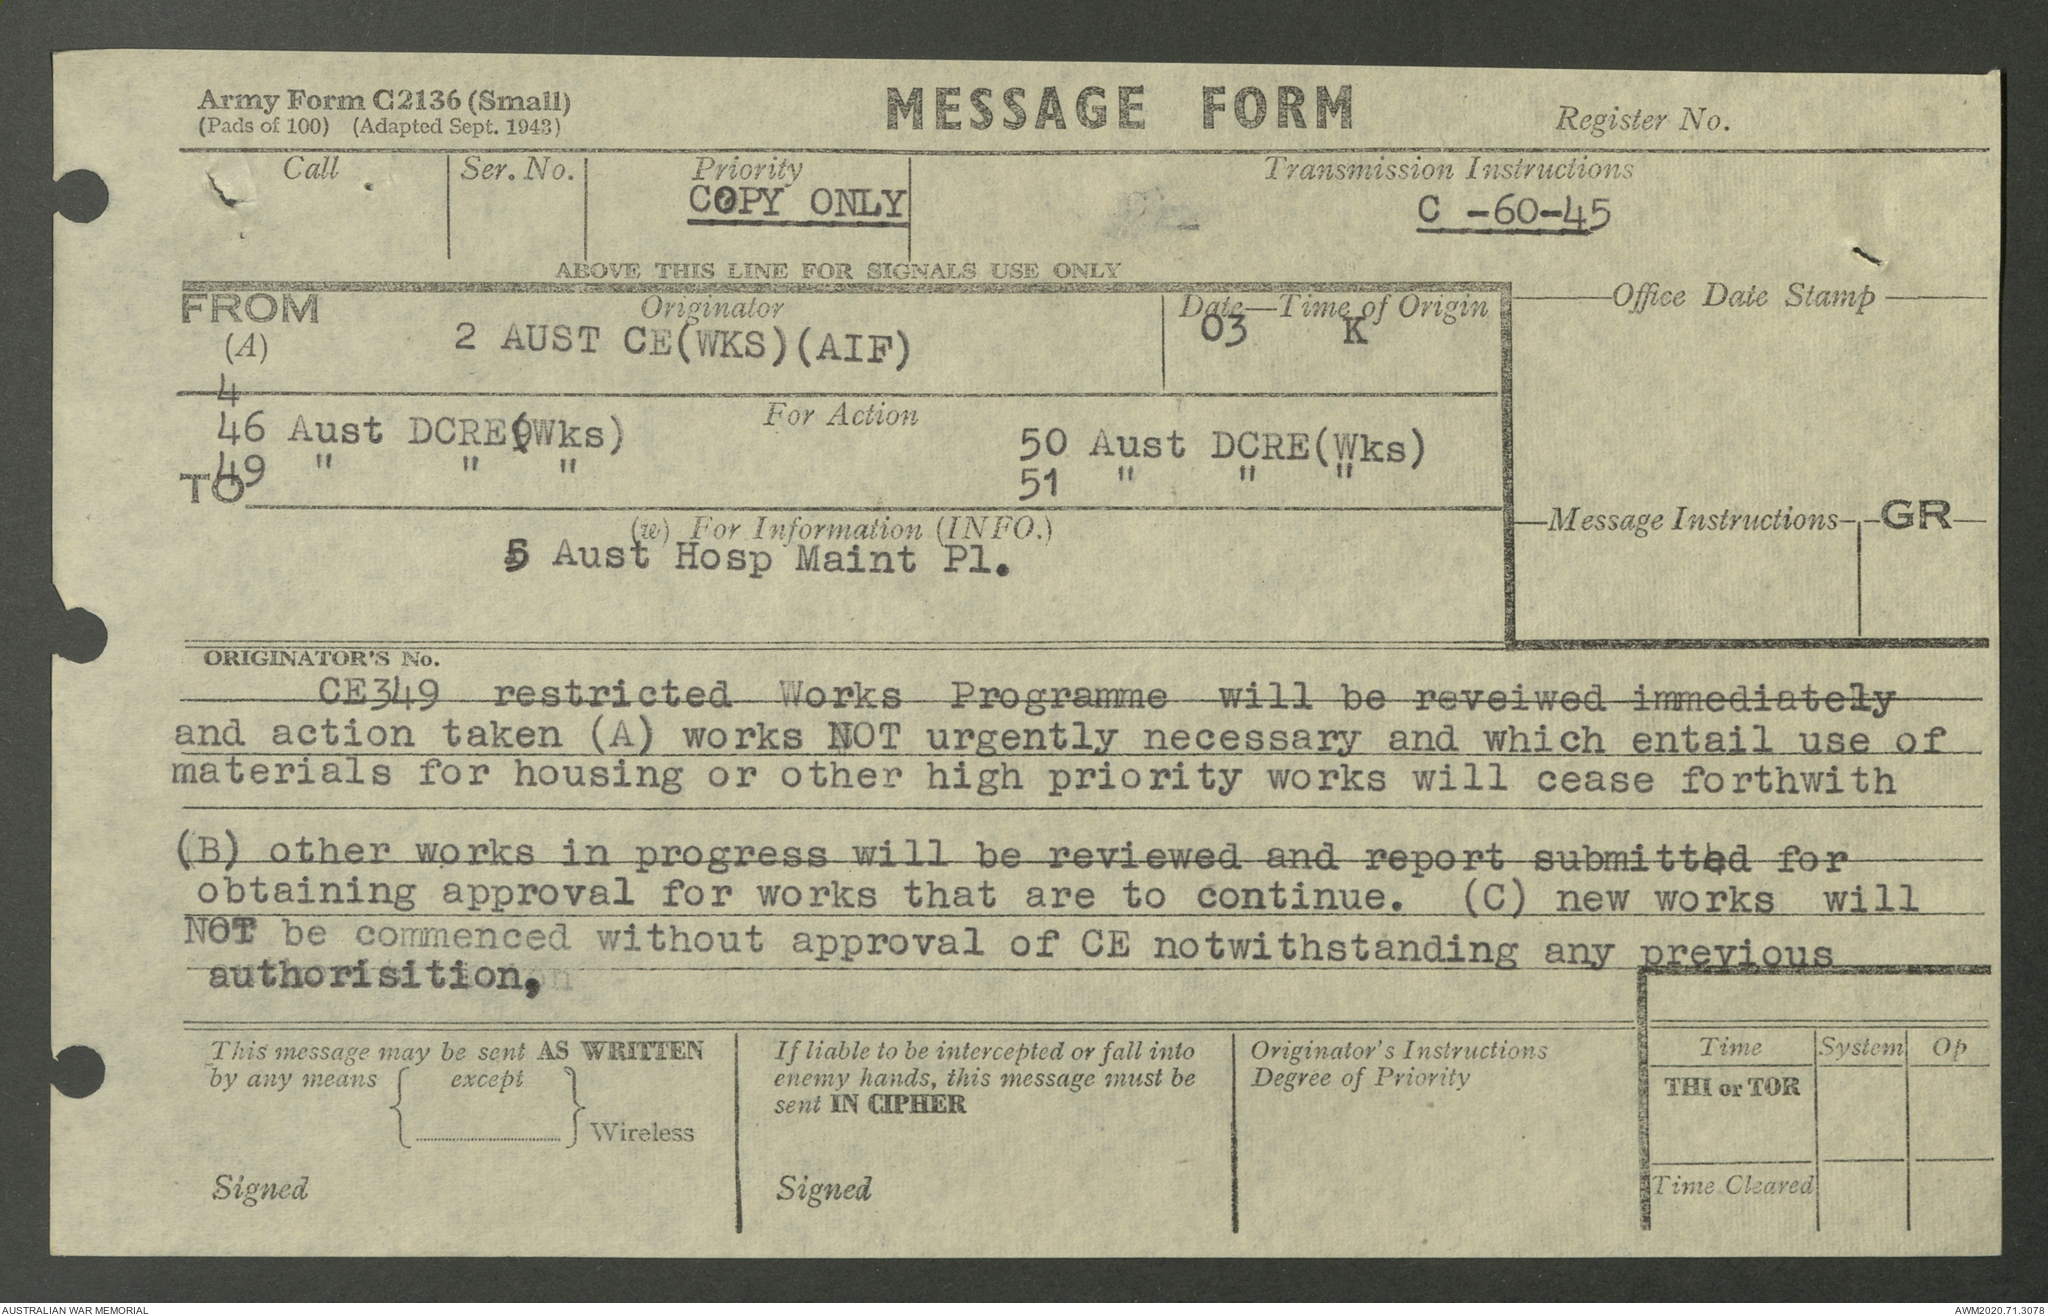 Army Form C2136 (Small)
(Pads of 100) (Adapted Sept. 1943)
MESSAGE FORM
Register No.
Call
Ser. No.
Priority
COPY ONLY
Transmission Instructions
C -60-45
ABOVE THIS LINE FOR SIGNALS USE ONLY
FROM
(A)
Originator
2 AUST CE(WKS)(AIF)
Date—Time of Origin
03 K
Office Date Stamp
4
For Action
46 Aust DCRE(Wks)
50 Aust DCRE(Wks)
49 " " "
51 " " "
TO
(w) For Information (INFO.)
5 Aust Hosp Maint Pl.
Message Instructions
GR
ORIGINATOR'S No.
CE349 restricted Works Programme will be reveiwed immediately
and action taken (A) works NOT urgently necessary and which entail use of
materials for housing or other high priority works will cease forthwith
(B) other works in progress will be reviewed and report submitted for
obtaining approval for works that are to continue. (C) new works will
NOT be commenced without approval of CE notwithstanding any previous
authorisition,
This message may be sent AS WRITTEN
by any means { except } Wireless
Signed
If liable to be intercepted or fall into
enemy hands, this message must be
sent IN CIPHER
Signed
Originator's Instructions
Degree of Priority
Time
System
Op
THI or TOR
Time Cleared
AUSTRALIAN WAR MEMORIAL
AWM2020.71.3078